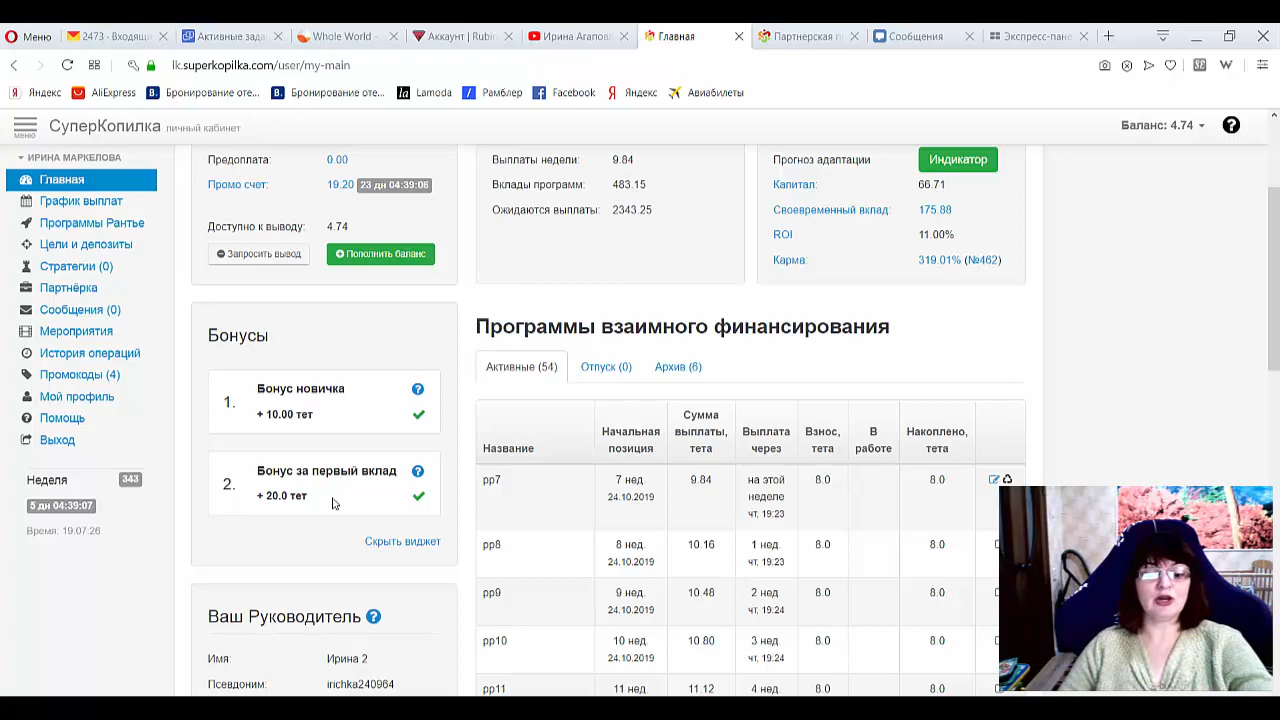 Меню
2473 - Входящи
Активные зада
Whole World -
Аккаунт | Rubin
Ирина Агапов
Главная
Партнерская п
Сообщения
Экспресс-пане
lk.superkopilka.com/user/my-main
Яндекс
AliExpress
Бронирование оте...
Бронирование оте...
Lamoda
Рамблер
Facebook
Яндекс
Авиабилеты
меню
СуперКопилка личный кабинет
Баланс: 4.74
ИРИНА МАРКЕЛОВА
Главная
График выплат
Программы Рантье
Цели и депозиты
Стратегии (0)
Партнёрка
Сообщения (0)
Мероприятия
История операций
Промокоды (4)
Мой профиль
Помощь
Выход
Неделя 343
5 дн 04:39:07
Время: 19.07.26
Предоплата: 0.00
Промо счет: 19.20 23 дн 04:39:06
Доступно к выводу: 4.74
Запросить вывод
Пополнить баланс
Выплаты недели: 9.84
Вклады программ: 483.15
Ожидаются выплаты: 2343.25
Прогноз адаптации Индикатор
Капитал: 66.71
Своевременный вклад: 175.88
ROI 11.00%
Карма: 319.01% (№462)
Бонусы
1. Бонус новичка
+ 10.00 тет
2. Бонус за первый вклад
+ 20.0 тет
Скрыть виджет
Ваш Руководитель
Имя: Ирина 2
Псевдоним: irichka240964
Программы взаимного финансирования
Активные (54) Отпуск (0) Архив (6)
Название
Начальная позиция
Сумма выплаты, тета
Выплата через
Взнос, тета
В работе
Накоплено, тета
pp7 7 нед. 24.10.2019 9.84 на этой неделе чт, 19:23 8.0 8.0
pp8 8 нед. 24.10.2019 10.16 1 нед. чт, 19:23 8.0 8.0
pp9 9 нед. 24.10.2019 10.48 2 нед. чт, 19:24 8.0 8.0
pp10 10 нед. 24.10.2019 10.80 3 нед. чт, 19:24 8.0 8.0
pp11 11 нед. 11.12 4 нед. 8.0 8.0